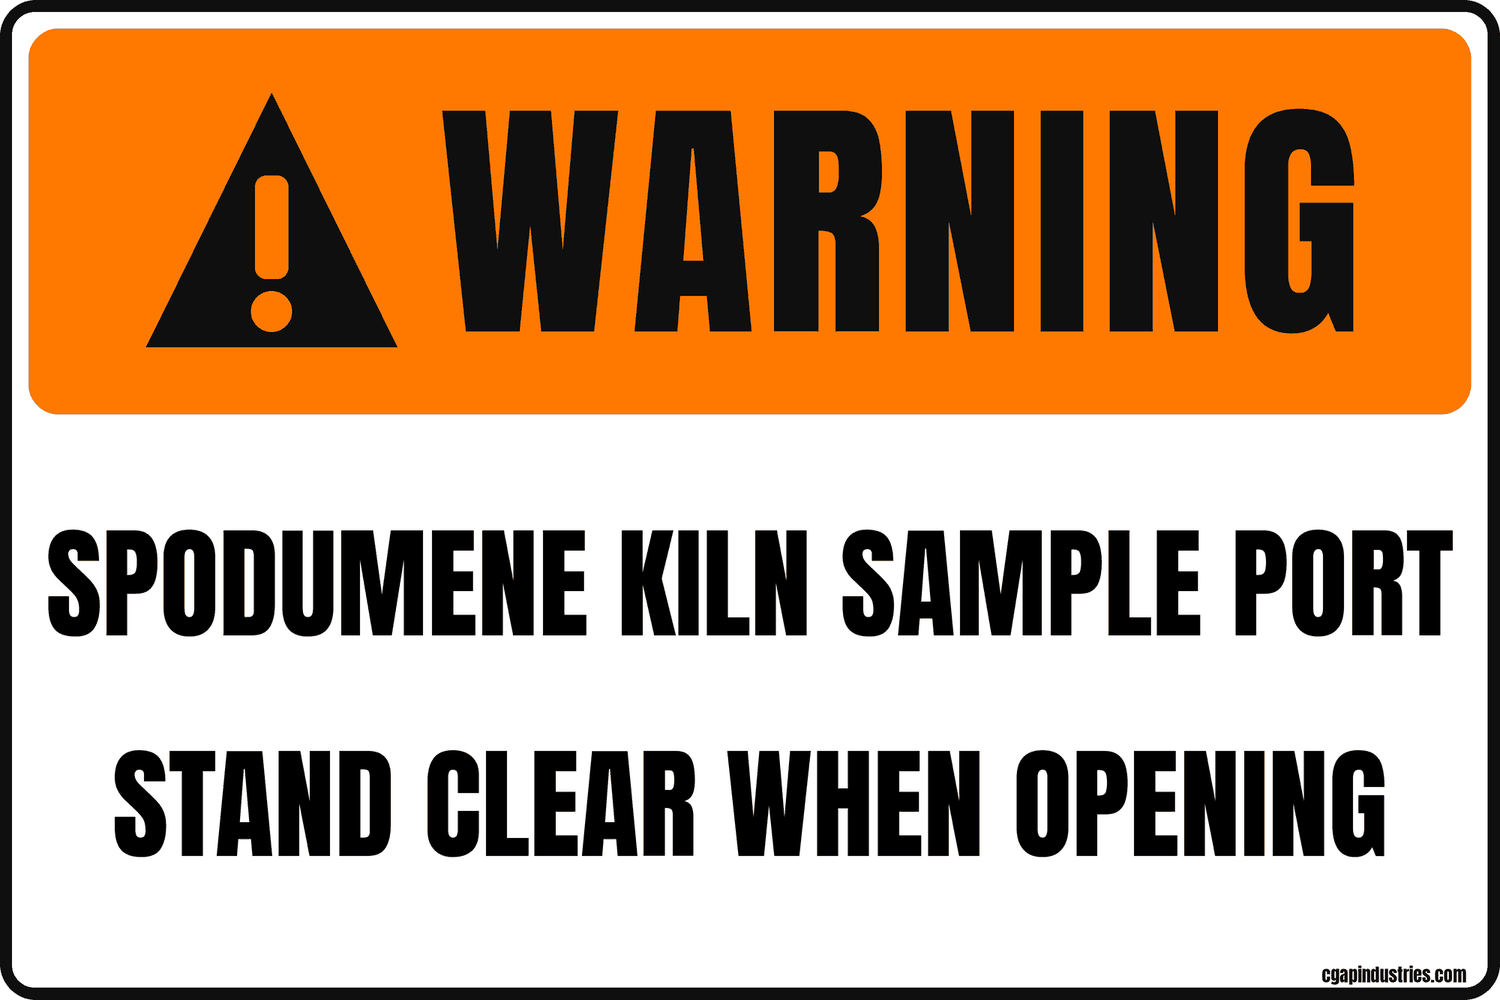 WARNING
SPODUMENE KILN SAMPLE PORT
STAND CLEAR WHEN OPENING
cgapindustries.com